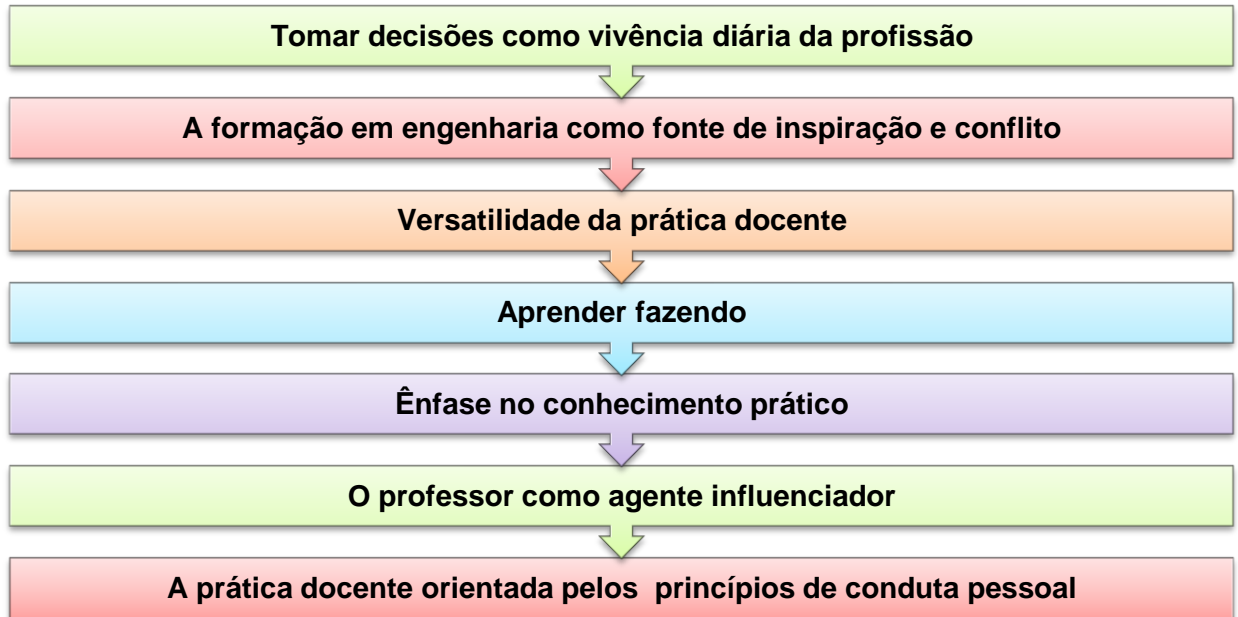 Tomar decisões como vivência diária da profissão
A formação em engenharia como fonte de inspiração e conflito
Versatilidade da prática docente
Aprender fazendo
Ênfase no conhecimento prático
O professor como agente influenciador
A prática docente orientada pelos princípios de conduta pessoal